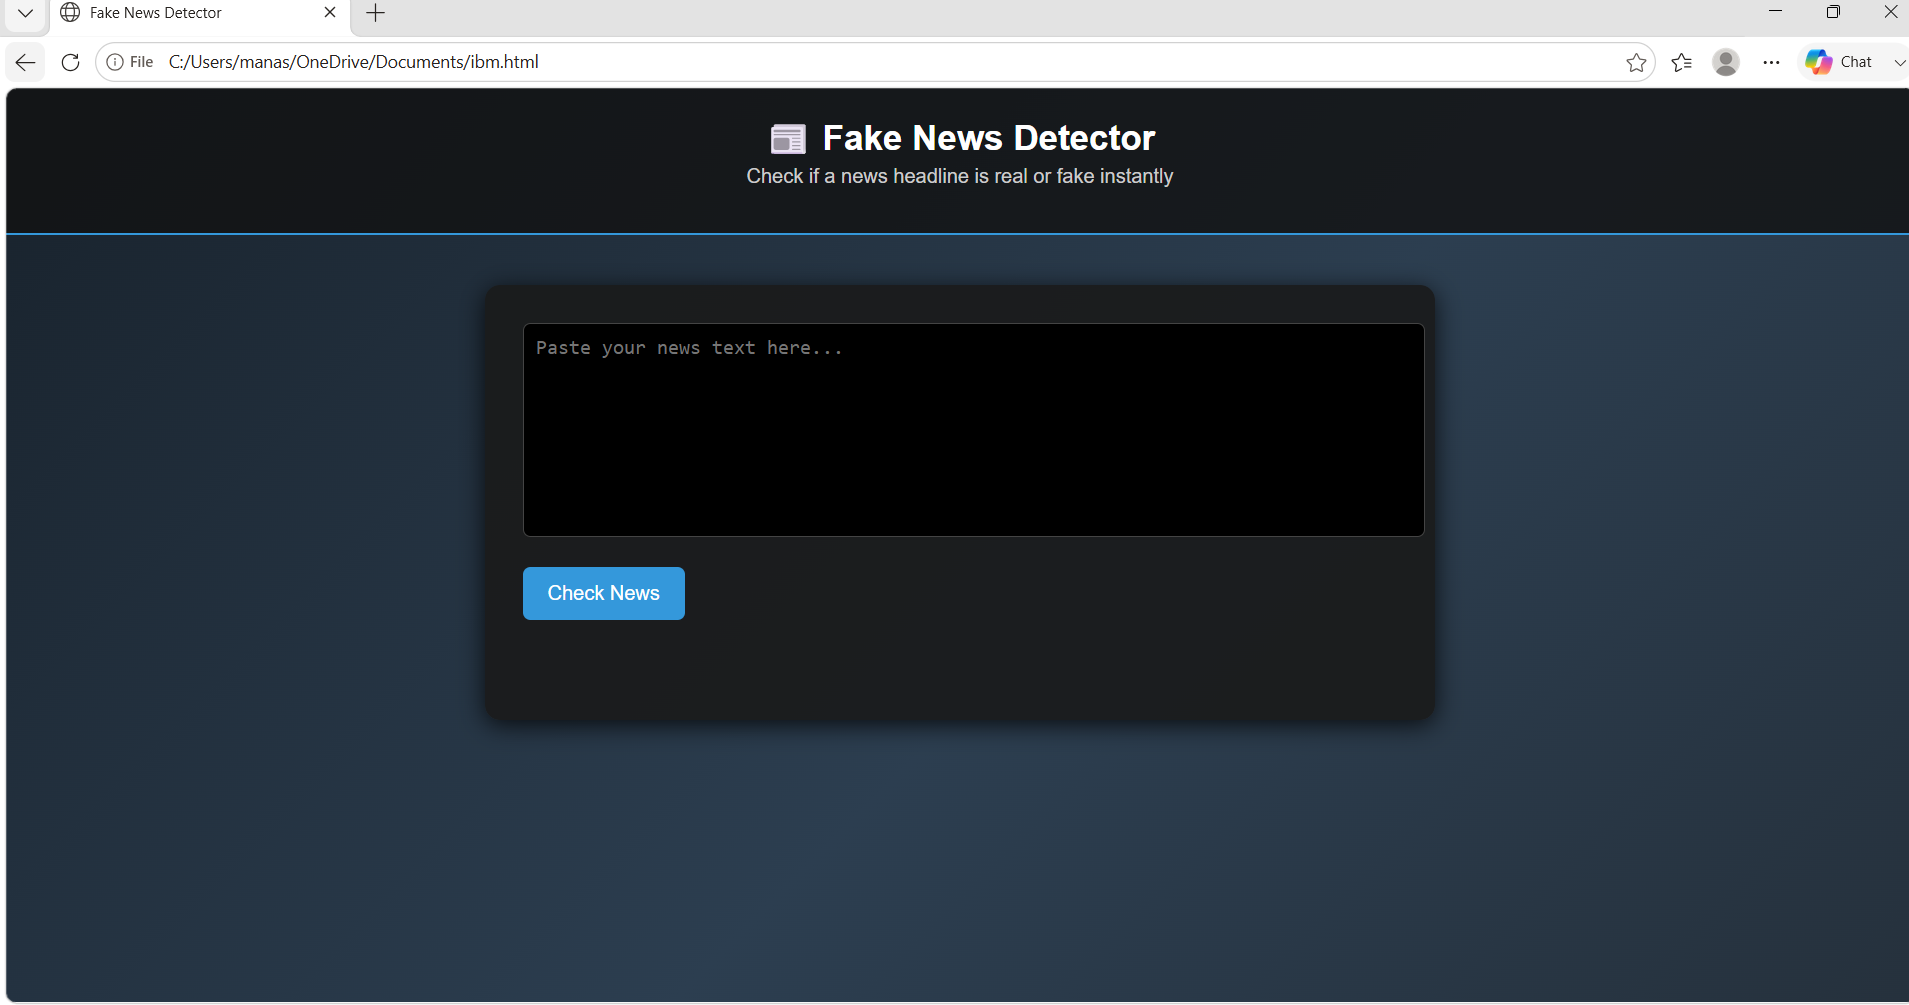 Fake News Detector
File C:/Users/manas/OneDrive/Documents/ibm.html
Chat
Fake News Detector
Check if a news headline is real or fake instantly
Paste your news text here...
Check News